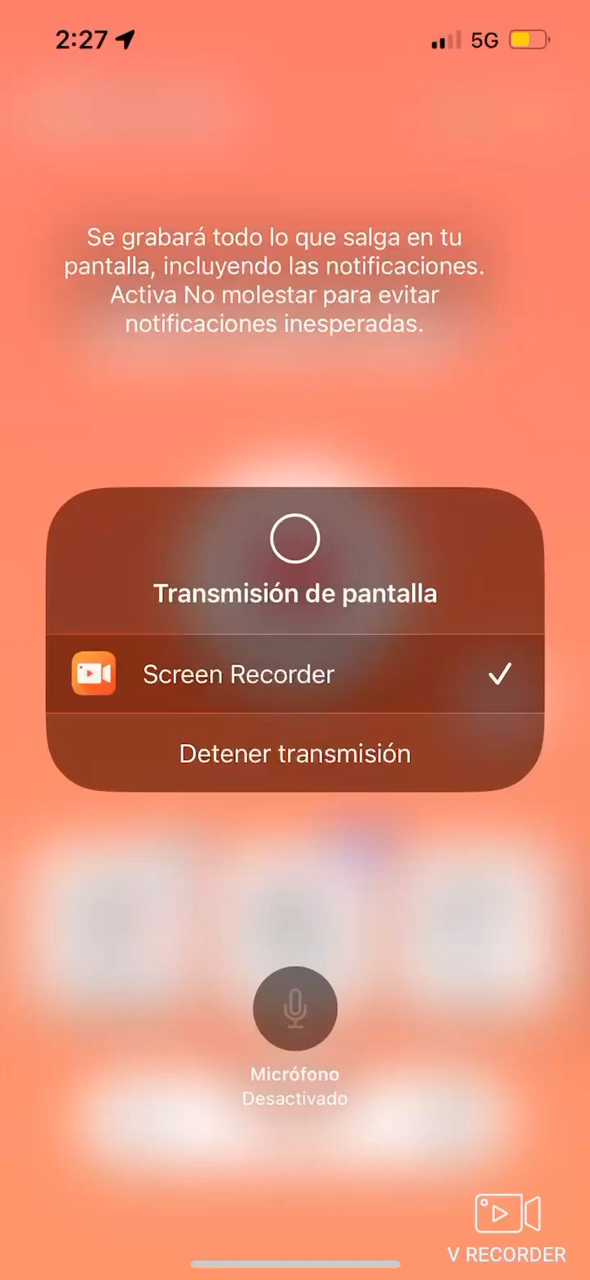 2:27
5G
Se grabará todo lo que salga en tu
pantalla, incluyendo las notificaciones.
Activa No molestar para evitar
notificaciones inesperadas.
Transmisión de pantalla
Screen Recorder
Detener transmisión
Micrófono
Desactivado
V RECORDER